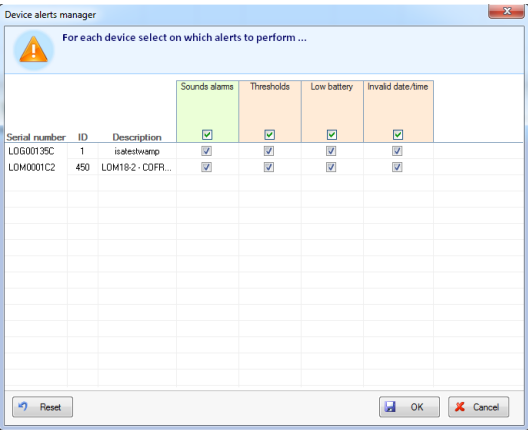 Device alerts manager
For each device select on which alerts to perform ...
Sounds alarms Thresholds Low battery Invalid date/time
Serial number ID Description
LOG00135C 1 isatestwamp
LOM0001C2 450 LOM18-2 - COFR...
Reset OK Cancel